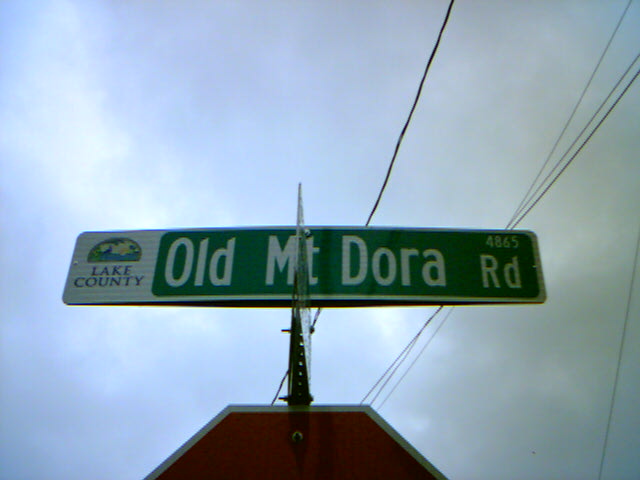 LAKE
COUNTY
Old Mt Dora Rd
4865